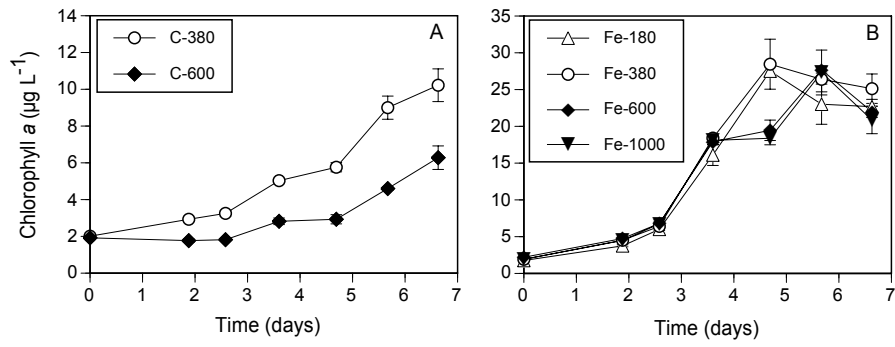 A
C-380
C-600
Chlorophyll a (µg L⁻¹)
14
12
10
8
6
4
2
0
0 1 2 3 4 5 6 7
Time (days)
B
Fe-180
Fe-380
Fe-600
Fe-1000
35
30
25
20
15
10
5
0
0 1 2 3 4 5 6 7
Time (days)